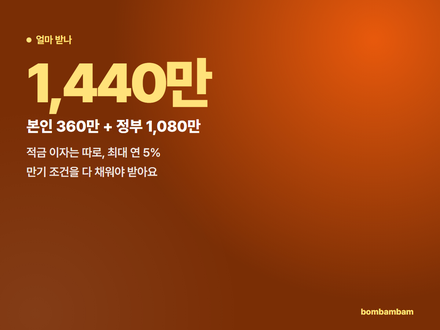 얼마 받나
1,440만
본인 360만 + 정부 1,080만
적금 이자는 따로, 최대 연 5%
만기 조건을 다 채워야 받아요
bombambam